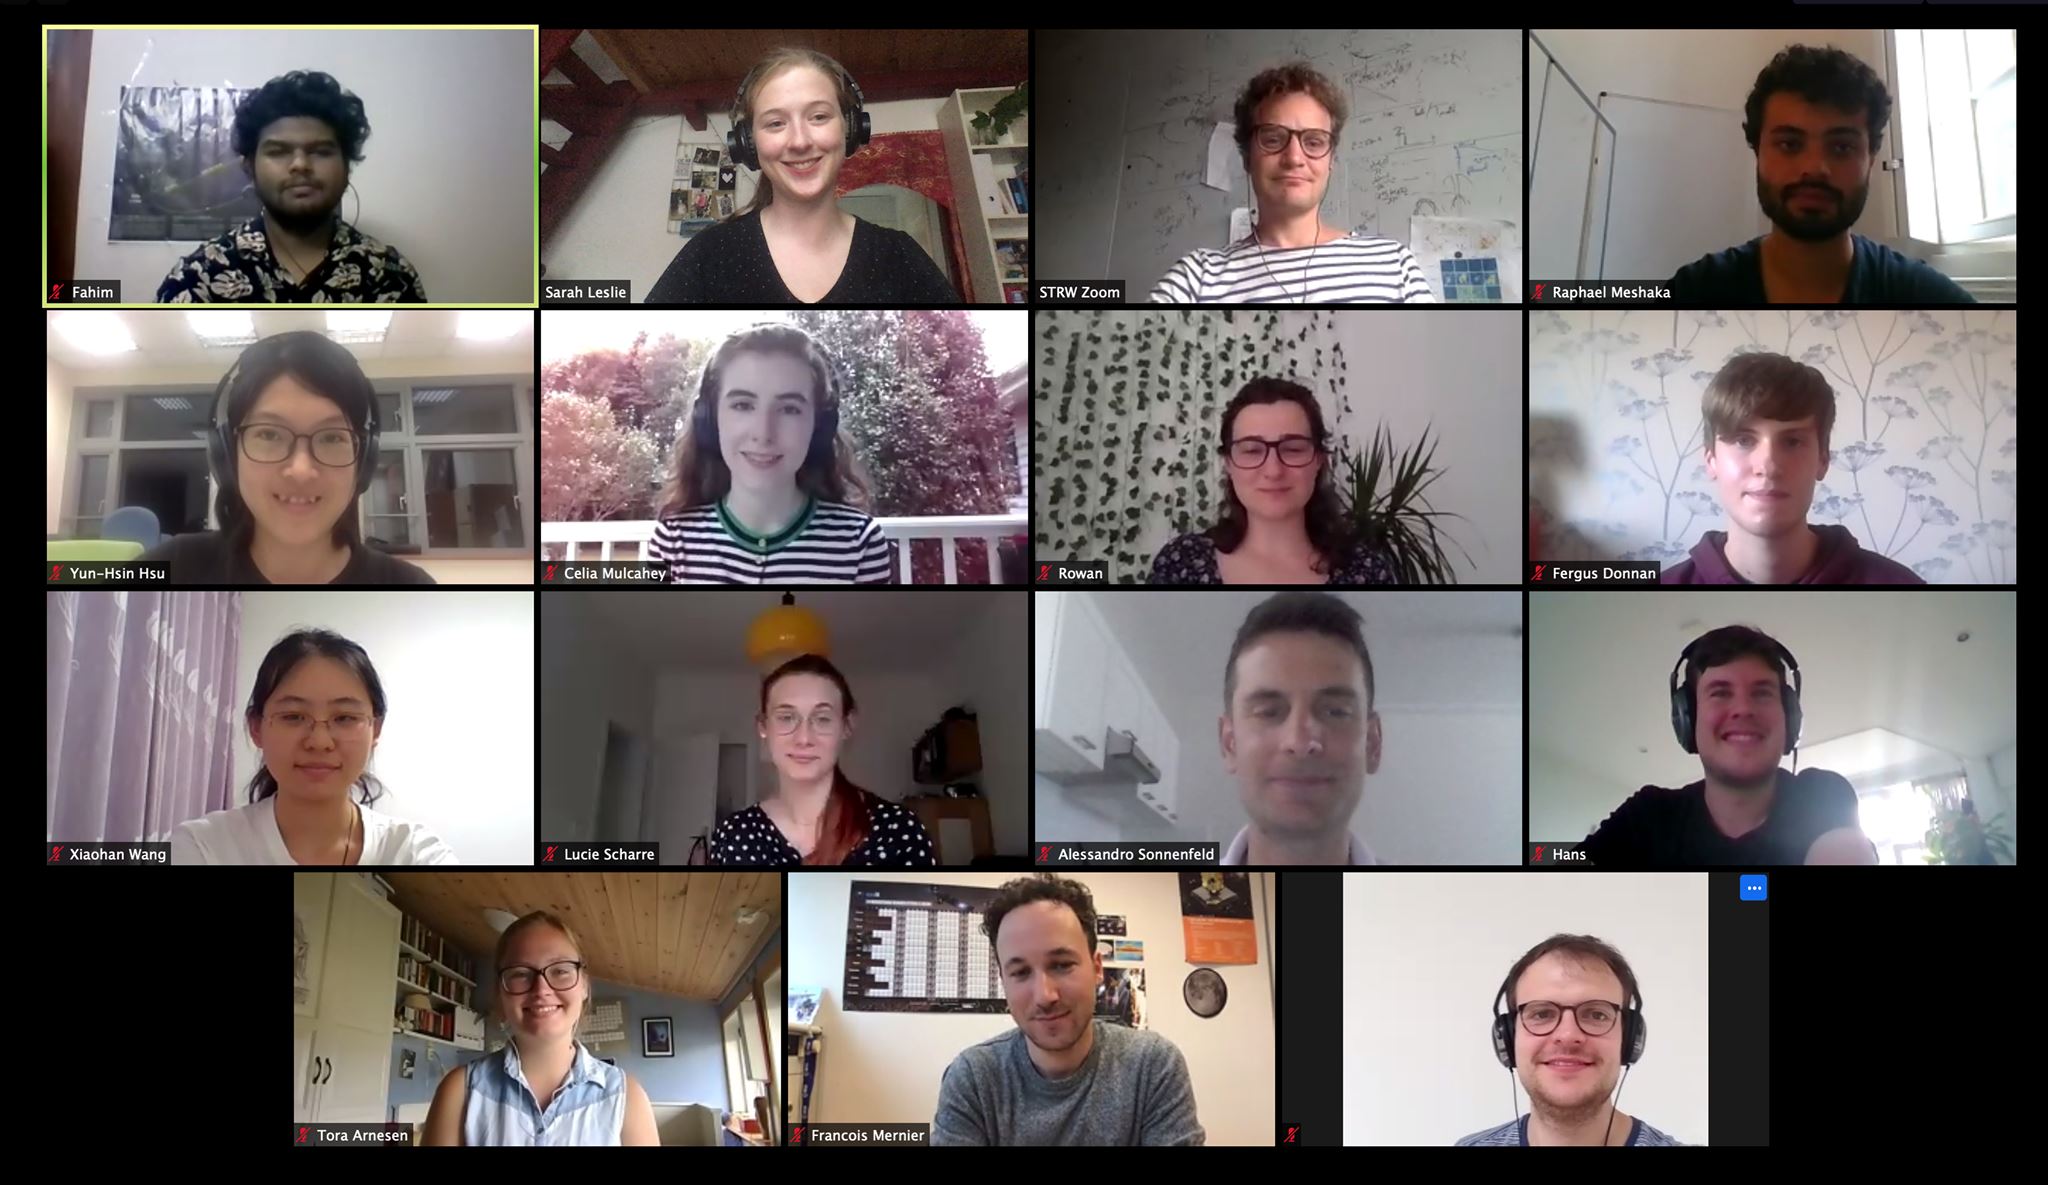 Fahim
Sarah Leslie
STRW Zoom
Raphael Meshaka
Yun-Hsin Hsu
Celia Mulcahey
Rowan
Fergus Donnan
Xiaohan Wang
Lucie Scharre
Alessandro Sonnenfeld
Hans
Tora Arnesen
Francois Mernier